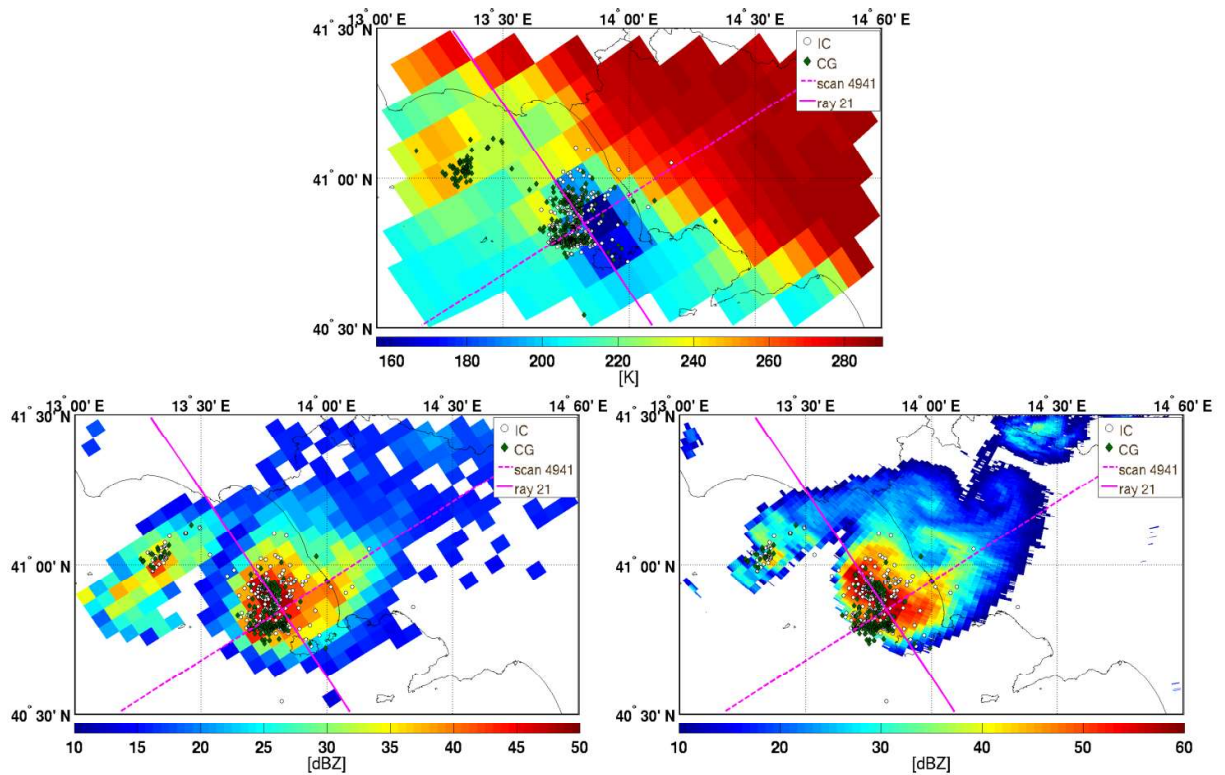 13° 00' E 13° 30' E 14° 00' E 14° 30' E 14° 60' E
41° 30' N
IC
CG
scan 4941
ray 21
41° 00' N
40° 30' N
160 180 200 220 240 260 280
[K]
13° 00' E 13° 30' E 14° 00' E 14° 30' E 14° 60' E
41° 30' N
IC
CG
scan 4941
ray 21
41° 00' N
40° 30' N
10 15 20 25 30 35 40 45 50
[dBZ]
13° 00' E 13° 30' E 14° 00' E 14° 30' E 14° 60' E
41° 30' N
IC
CG
scan 4941
ray 21
41° 00' N
40° 30' N
10 20 30 40 50 60
[dBZ]